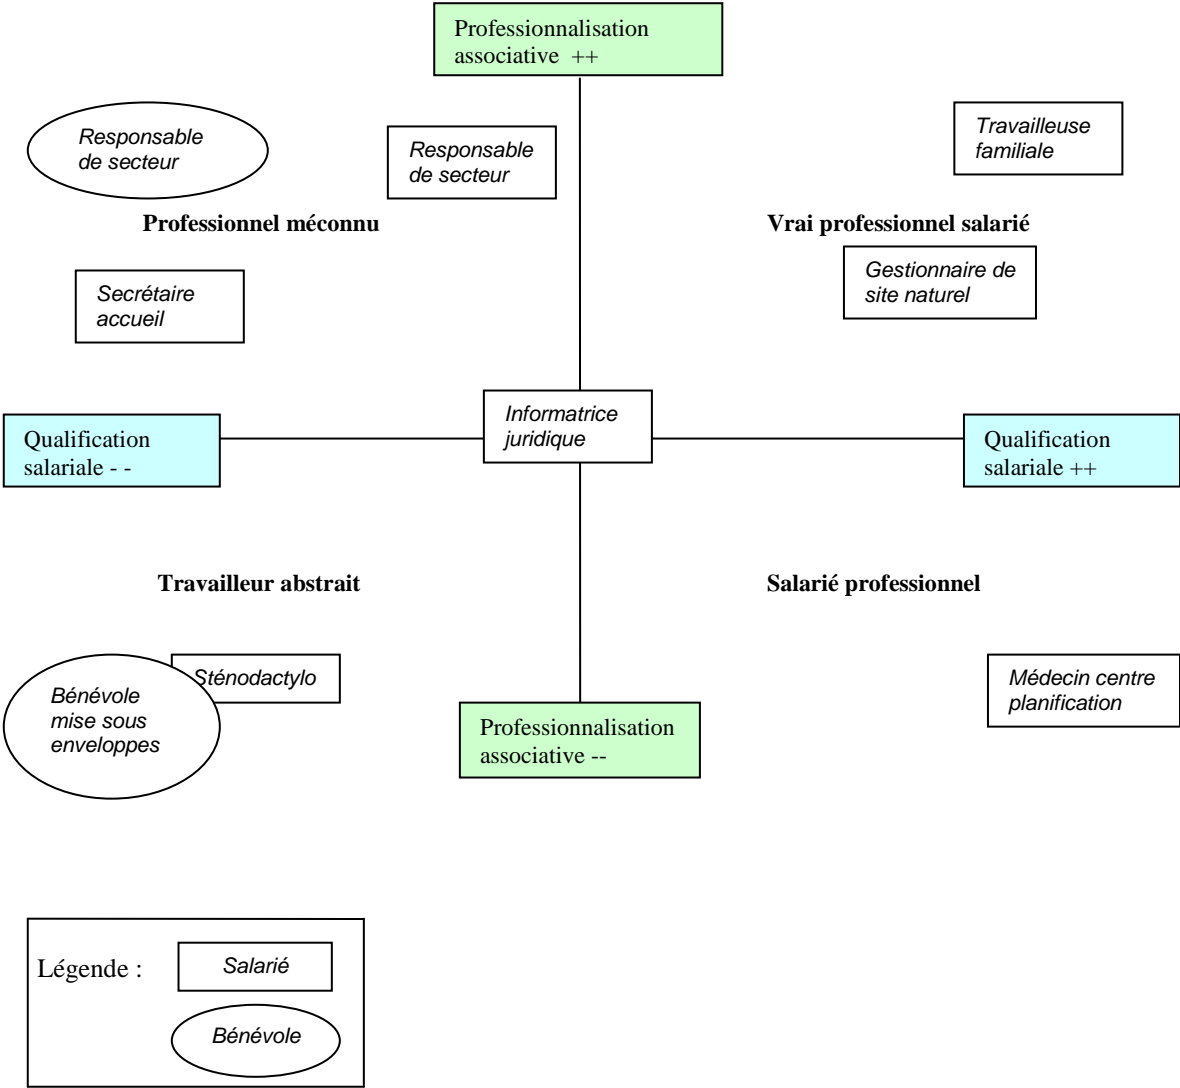 Professionnalisation
associative ++
Responsable
de secteur
Responsable
de secteur
Travailleuse
familiale
Professionnel méconnu
Vrai professionnel salarié
Secrétaire
accueil
Gestionnaire de
site naturel
Informatrice
juridique
Qualification
salariale - -
Qualification
salariale ++
Travailleur abstrait
Salarié professionnel
Sténodactylo
Bénévole
mise sous
enveloppes
Médecin centre
planification
Professionnalisation
associative --
Légende :
Salarié
Bénévole